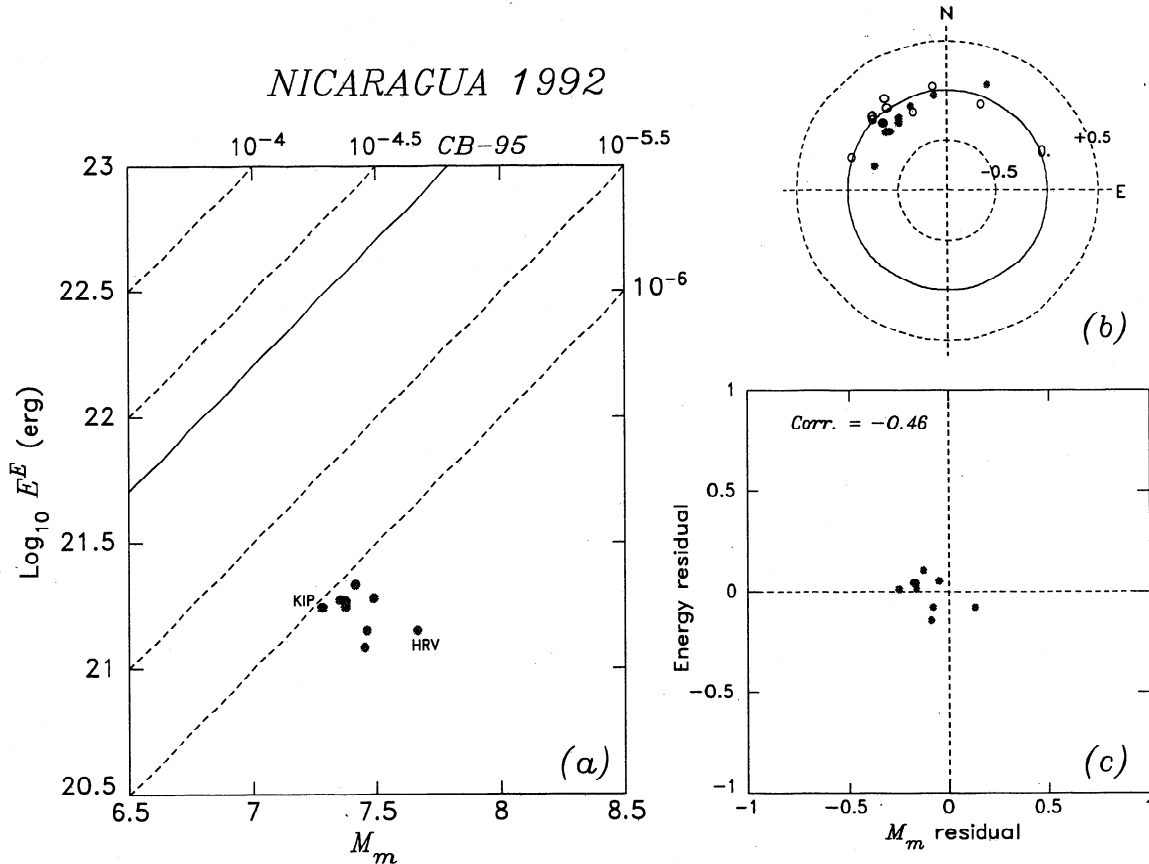 NICARAGUA 1992
10⁻⁴ 10⁻⁴·⁵ CB-95 10⁻⁵·⁵
23
22.5
22
21.5
21
20.5
10⁻⁶
Log₁₀ Eᴱ (erg)
KIP
HRV
(a)
6.5 7 7.5 8 8.5
Mₘ
N
+0.5
0.
-0.5
E
(b)
1
0.5
0
-0.5
-1
Corr. = -0.46
Energy residual
(c)
-1 -0.5 0 0.5 1
Mₘ residual